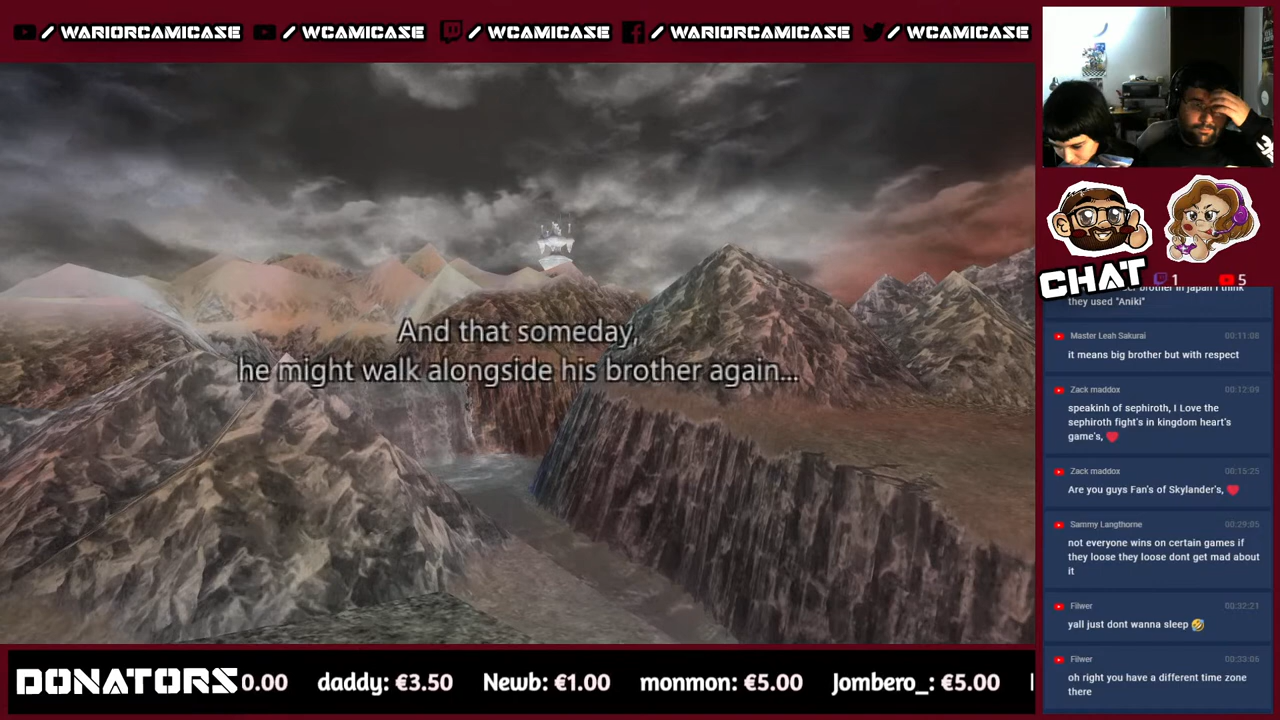 / WARIORCAMICASE / WCAMICASE / WCAMICASE / WARIORCAMICASE / WCAMICASE
And that someday,
he might walk alongside his brother again...
CHAT 1 5
brother in japan I think
they used "Aniki"
Master Leah Sakurai 00:11:08
it means big brother but with respect
Zack maddox 00:12:09
speakinh of sephiroth, I Love the
sephiroth fight's in kingdom heart's
game's,
Zack maddox 00:15:25
Are you guys Fan's of Skylander's,
Sammy Langthorne 00:29:05
not everyone wins on certain games if
they loose they loose dont get mad about
it
Filwer 00:32:21
yall just dont wanna sleep 🤣
Filwer 00:33:06
oh right you have a different time zone
there
DONATORS 0.00 daddy: €3.50 Newb: €1.00 monmon: €5.00 Jombero_: €5.00